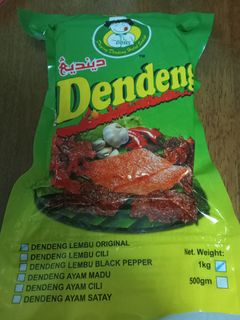 دينديڠ
Dendeng
TM
DENDENG LEMBU ORIGINAL
DENDENG LEMBU CILI
DENDENG LEMBU BLACK PEPPER
DENDENG AYAM MADU
DENDENG AYAM CILI
DENDENG AYAM SATAY
Net. Weight:
1kg
500gm